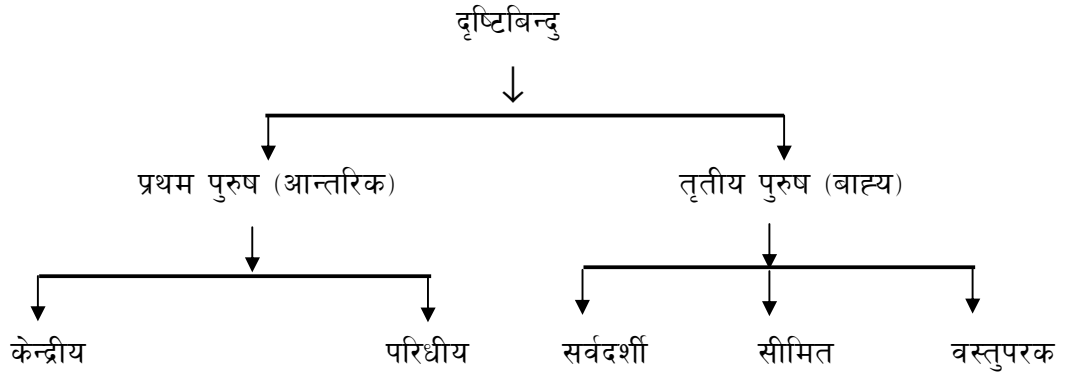 दृष्टिबिन्दु
प्रथम पुरुष (आन्तरिक) तृतीय पुरुष (बाह्य)
केन्द्रीय परिधीय सर्वदर्शी सीमित वस्तुपरक